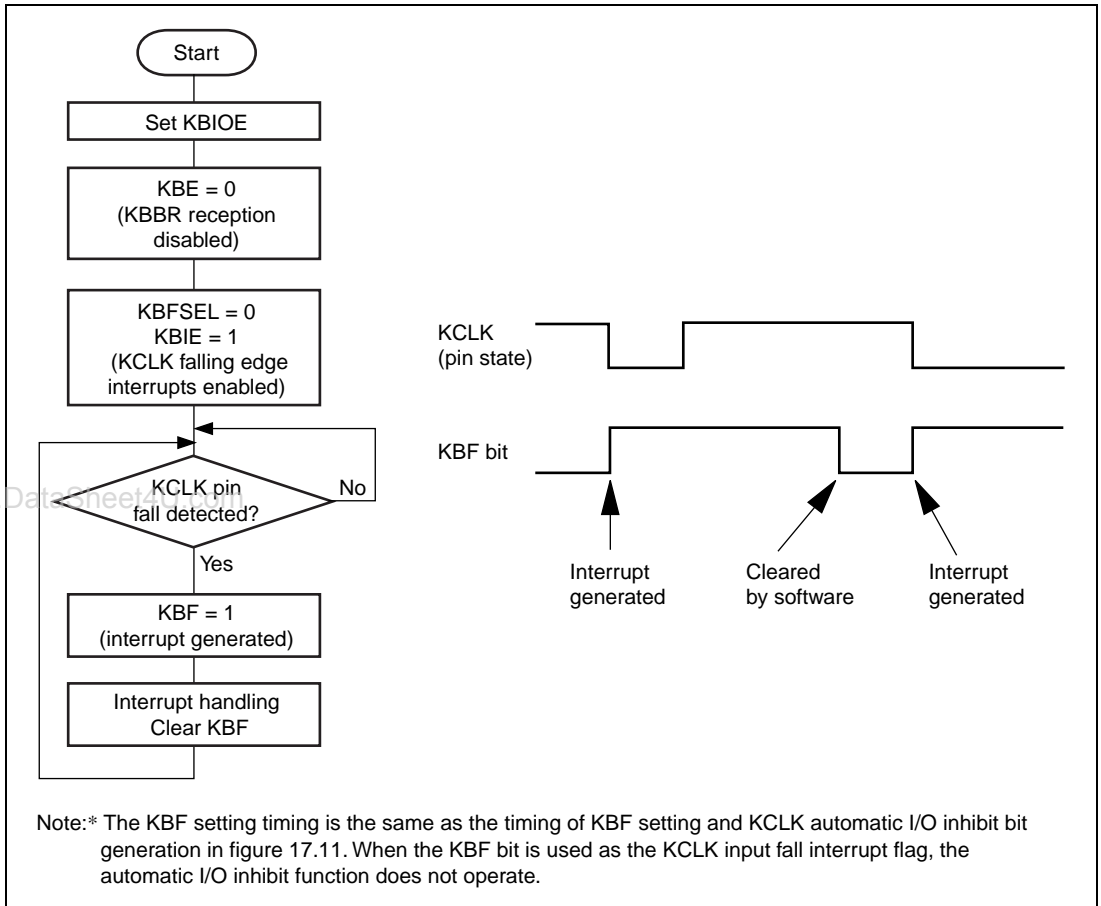 Start
Set KBIOE
KBE = 0
(KBBR reception
disabled)
KBFSEL = 0
KBIE = 1
(KCLK falling edge
interrupts enabled)
KCLK pin
fall detected?
No
Yes
KBF = 1
(interrupt generated)
Interrupt handling
Clear KBF
DataSheet4U.com
KCLK
(pin state)
KBF bit
Interrupt
generated
Cleared
by software
Interrupt
generated
Note:* The KBF setting timing is the same as the timing of KBF setting and KCLK automatic I/O inhibit bit
generation in figure 17.11. When the KBF bit is used as the KCLK input fall interrupt flag, the
automatic I/O inhibit function does not operate.